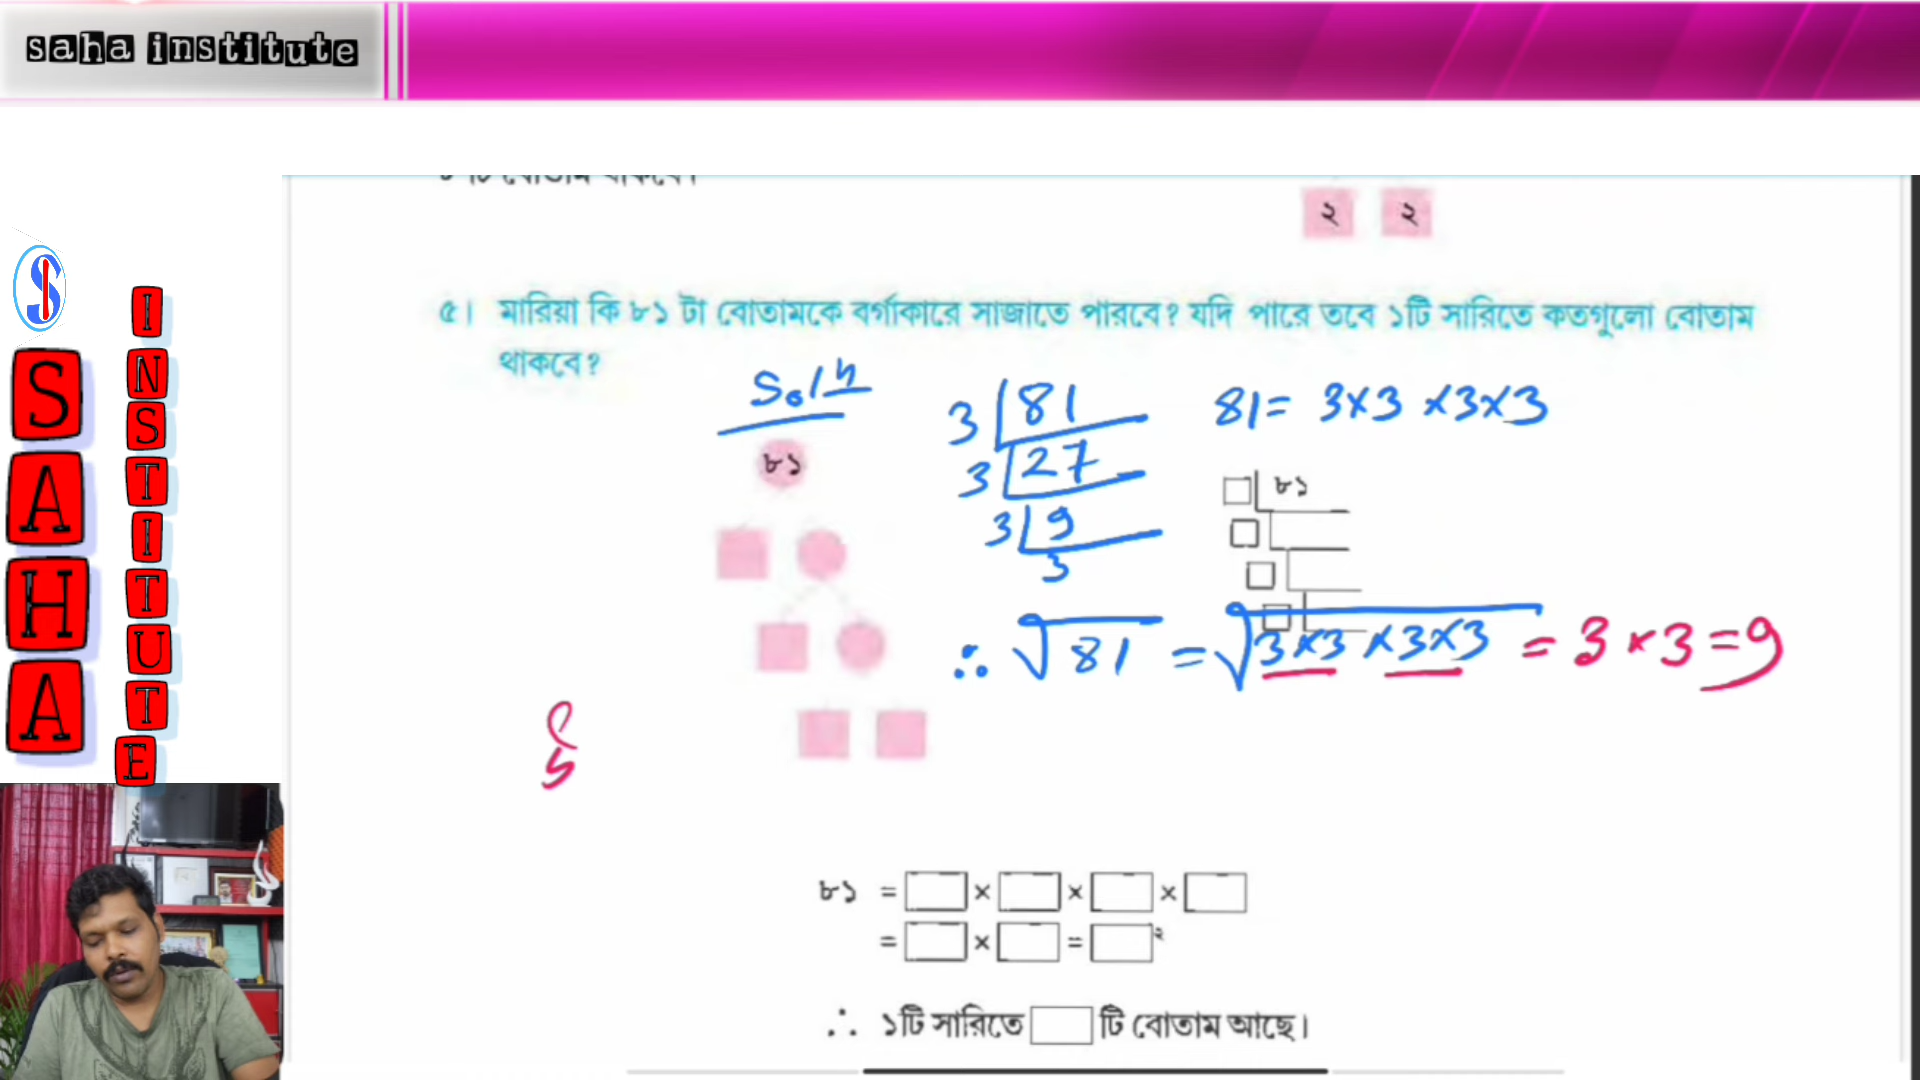 saha institute
২ ২
৫। মারিয়া কি ৮১ টা বোতামকে বর্গাকারে সাজাতে পারবে? যদি পারে তবে ১টি সারিতে কতগুলো বোতাম
থাকবে?
Soln
3 81
3 27
3 9
3
81 = 3×3×3×3
৮১
৮১
∴ √81 = √3×3×3×3 = 3×3=9
৮১ = × × ×
= × = ২
∴ ১টি সারিতে টি বোতাম আছে।
S
SAHA
INSTITUTE